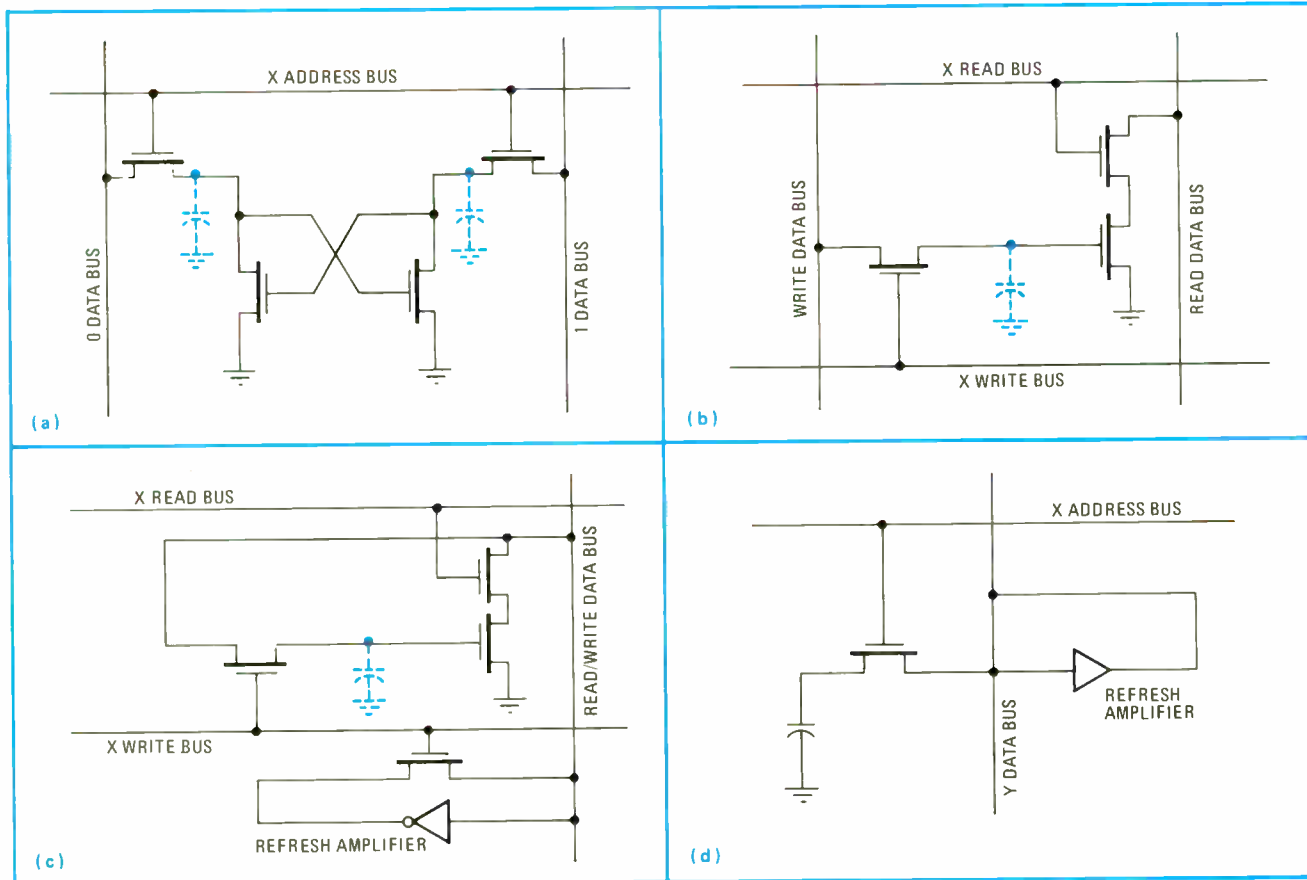 X ADDRESS BUS
0 DATA BUS
1 DATA BUS
(a)
X READ BUS
WRITE DATA BUS
READ DATA BUS
X WRITE BUS
(b)
X READ BUS
READ/WRITE DATA BUS
X WRITE BUS
REFRESH AMPLIFIER
(c)
X ADDRESS BUS
REFRESH
AMPLIFIER
Y DATA BUS
(d)